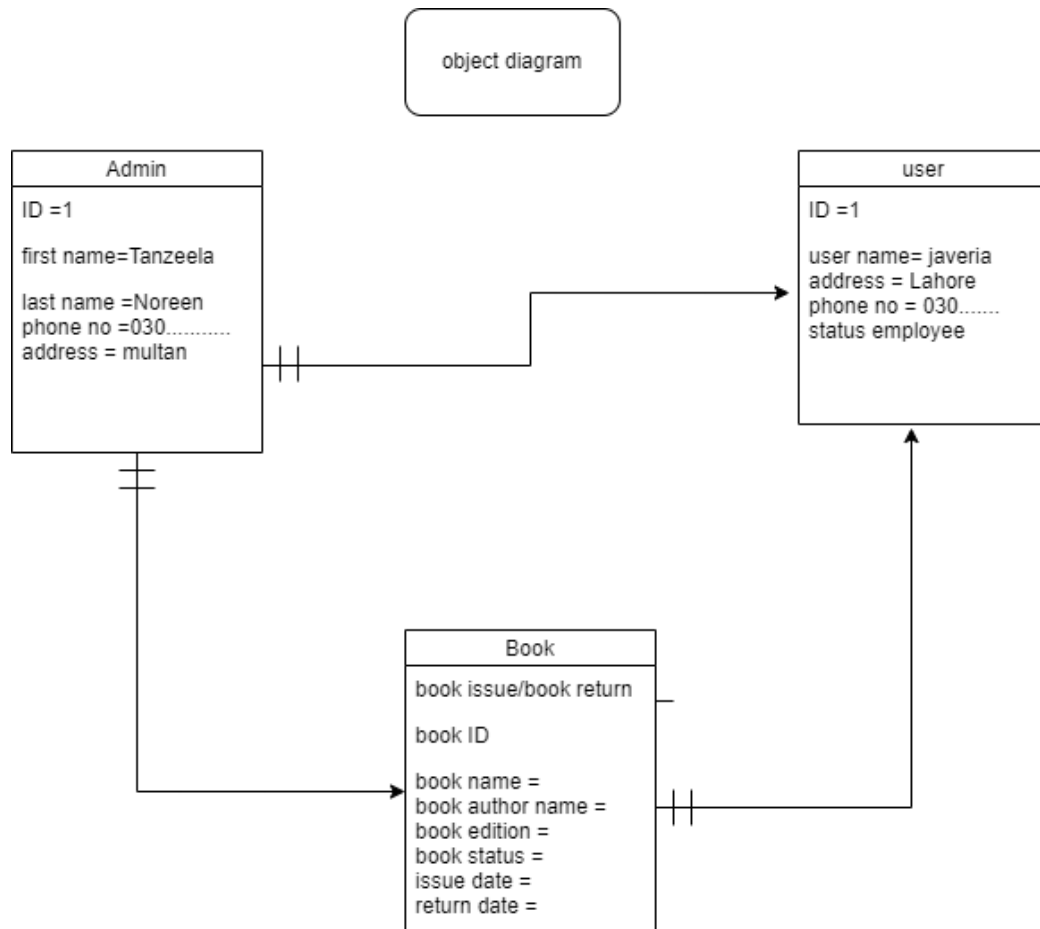 object diagram
Admin
ID =1
first name=Tanzeela
last name =Noreen
phone no =030...........
address = multan
user
ID =1
user name= javeria
address = Lahore
phone no = 030.......
status employee
Book
book issue/book return
book ID
book name =
book author name =
book edition =
book status =
issue date =
return date =